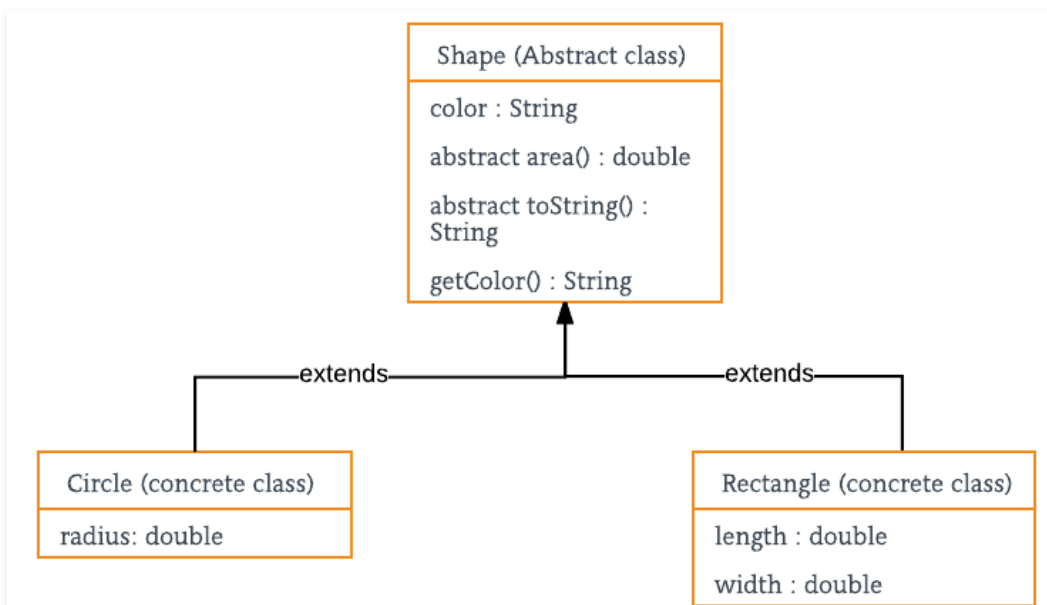 Shape (Abstract class)
color : String
abstract area() : double
abstract toString() :
String
getColor() : String
extends
extends
Circle (concrete class)
radius: double
Rectangle (concrete class)
length : double
width : double